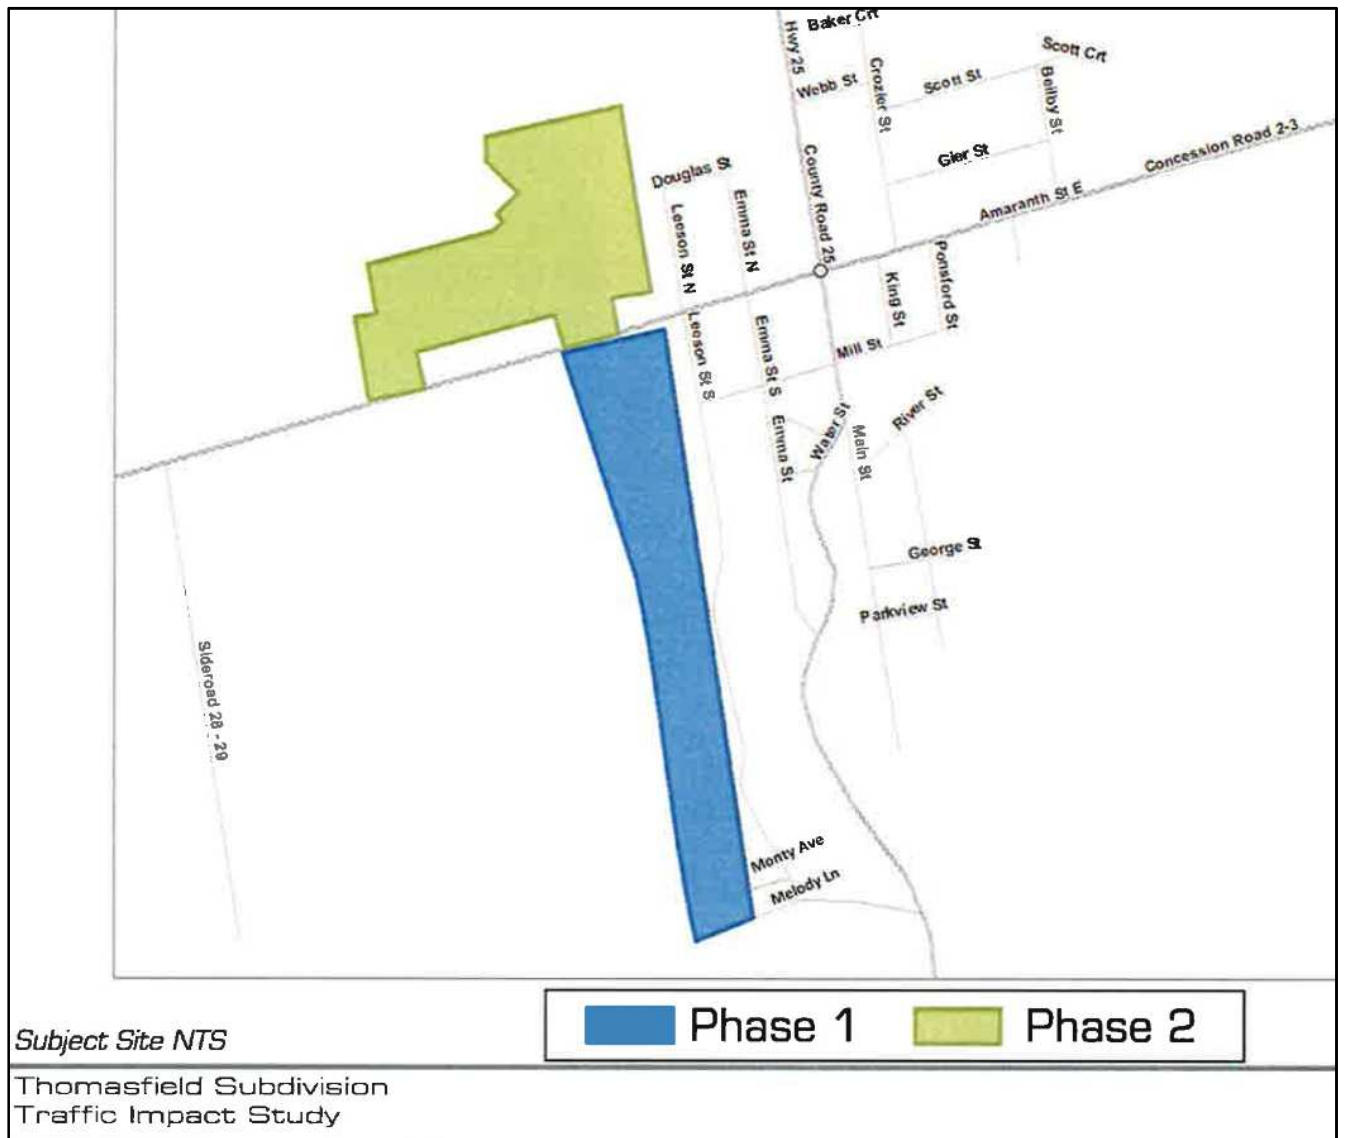 Baker Crt
Hwy 25
Scott Crt
Webb St
Crozier St
Scott St
Beilby St
Concession Road 2-3
Gier St
County Road 25
Douglas St
Amaranth St E
Leeson St N
Emma St N
King St
Ponsford St
Leeson St S
Emma St S
Mill St
River St
Water St
Main St
Emma St
George St
Parkview St
Sideroad 28 - 29
Monty Ave
Melody Ln
Phase 1
Phase 2
Subject Site NTS
Thomasfield Subdivision
Traffic Impact Study